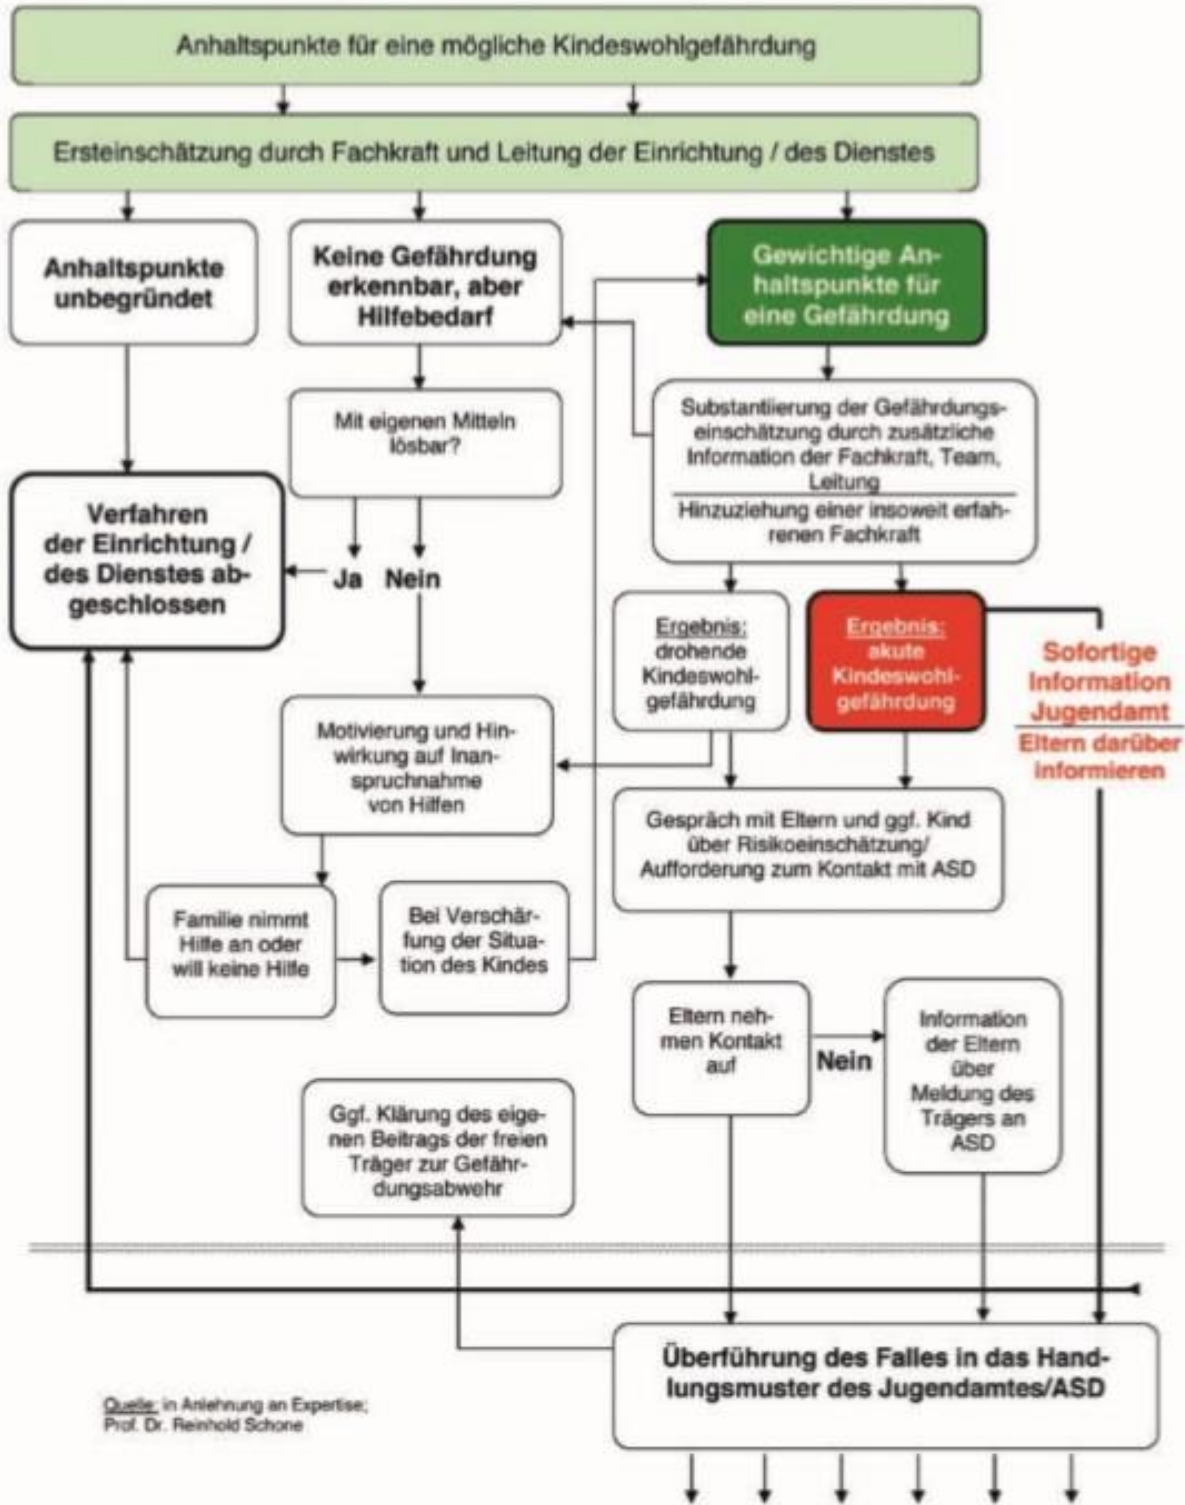 Anhaltspunkte für eine mögliche Kindeswohlgefährdung
Ersteinschätzung durch Fachkraft und Leitung der Einrichtung / des Dienstes
Anhaltspunkte
unbegründet
Keine Gefährdung
erkennbar, aber
Hilfebedarf
Gewichtige An-
haltspunkte für
eine Gefährdung
Mit eigenen Mitteln
lösbar?
Substantiierung der Gefährdungs-
einschätzung durch zusätzliche
Information der Fachkraft, Team,
Leitung
Hinzuziehung einer insoweit erfah-
renen Fachkraft
Verfahren
der Einrichtung /
des Dienstes ab-
geschlossen
Ja Nein
Ergebnis:
drohende
Kindeswohl-
gefährdung
Ergebnis:
akute
Kindeswohl-
gefährdung
Sofortige
Information
Jugendamt
Eltern darüber
informieren
Motivierung und Hin-
wirkung auf Inan-
spruchnahme
von Hilfen
Gespräch mit Eltern und ggf. Kind
über Risikoeinschätzung/
Aufforderung zum Kontakt mit ASD
Familie nimmt
Hilfe an oder
will keine Hilfe
Bei Verschär-
fung der Situa-
tion des Kindes
Eltern neh-
men Kontakt
auf
Nein
Information
der Eltern
über
Meldung des
Trägers an
ASD
Ggf. Klärung des eige-
nen Beitrags der freien
Träger zur Gefähr-
dungsabwehr
Überführung des Falles in das Hand-
lungsmuster des Jugendamtes/ASD
Quelle: in Anlehnung an Expertise;
Prof. Dr. Reinhold Schone